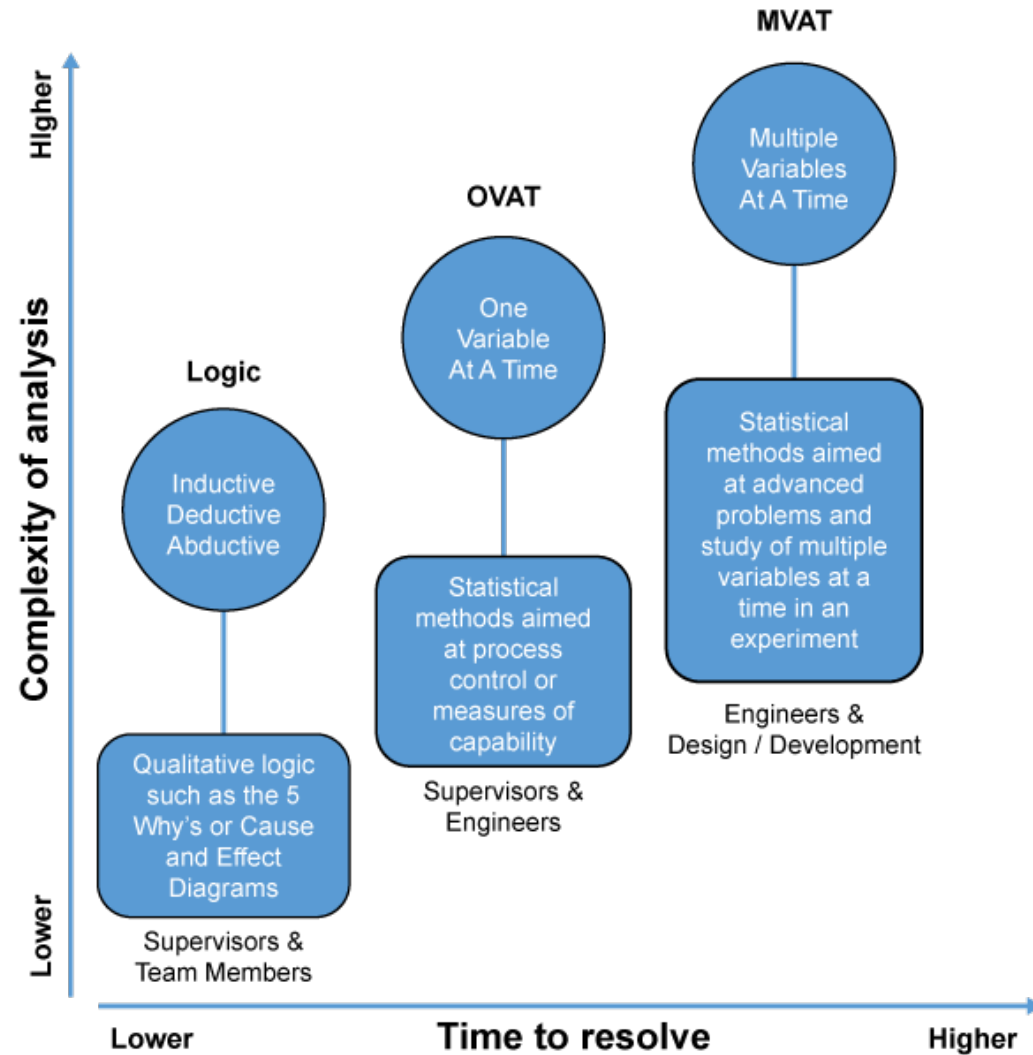 MVAT
Multiple
Variables
At A Time
Statistical
methods aimed
at advanced
problems and
study of multiple
variables at a
time in an
experiment
Engineers &
Design / Development
OVAT
One
Variable
At A Time
Statistical
methods aimed
at process
control or
measures of
capability
Supervisors &
Engineers
Logic
Inductive
Deductive
Abductive
Qualitative logic
such as the 5
Why's or Cause
and Effect
Diagrams
Supervisors &
Team Members
HIgher
Complexity of analysis
Lower
Lower
Time to resolve
Higher